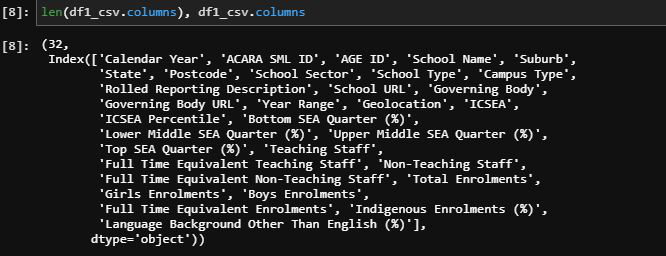 [8]: len(df1_csv.columns), df1_csv.columns
[8]: (32,
Index(['Calendar Year', 'ACARA SML ID', 'AGE ID', 'School Name', 'Suburb',
'State', 'Postcode', 'School Sector', 'School Type', 'Campus Type',
'Rolled Reporting Description', 'School URL', 'Governing Body',
'Governing Body URL', 'Year Range', 'Geolocation', 'ICSEA',
'ICSEA Percentile', 'Bottom SEA Quarter (%)',
'Lower Middle SEA Quarter (%)', 'Upper Middle SEA Quarter (%)',
'Top SEA Quarter (%)', 'Teaching Staff',
'Full Time Equivalent Teaching Staff', 'Non-Teaching Staff',
'Full Time Equivalent Non-Teaching Staff', 'Total Enrolments',
'Girls Enrolments', 'Boys Enrolments',
'Full Time Equivalent Enrolments', 'Indigenous Enrolments (%)',
'Language Background Other Than English (%)'],
dtype='object'))